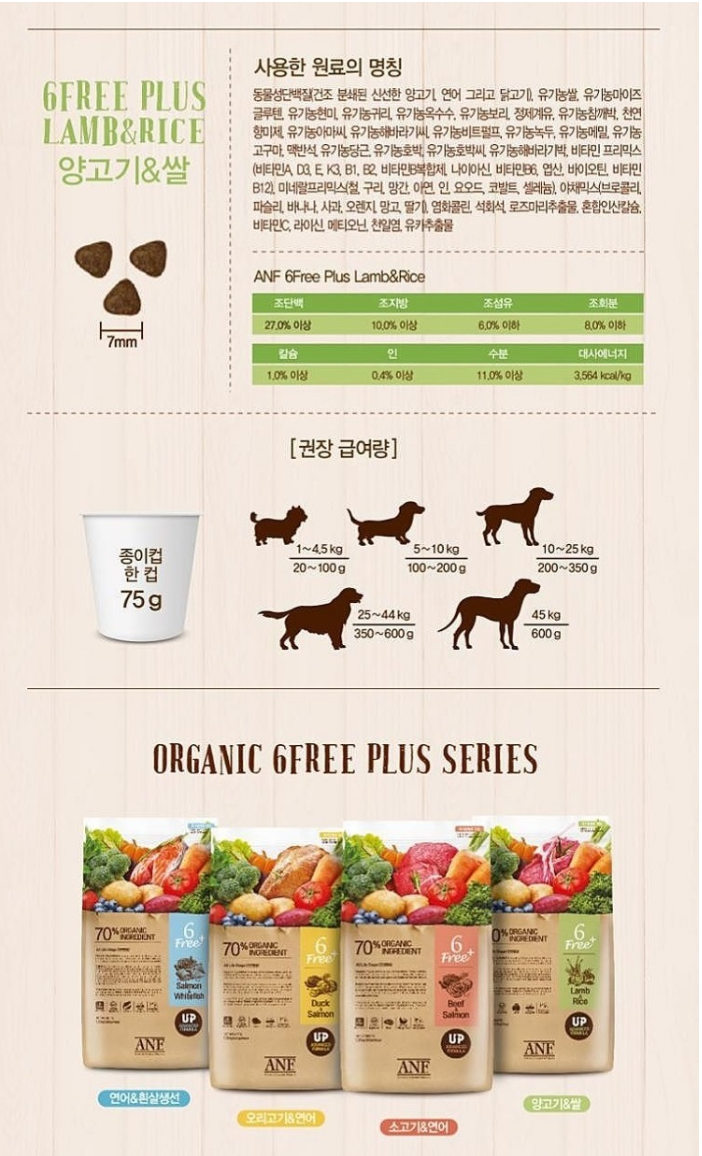 6FREE PLUS
LAMB&RICE
양고기&쌀
7mm
사용한 원료의 명칭
동물성단백질(건조 분쇄된 신선한 양고기, 연어 그리고 닭고기), 유기농쌀, 유기농마이즈
글루텐, 유기농현미, 유기농귀리, 유기농옥수수, 유기농보리, 정제계유, 유기농참깨박, 천연
향미제, 유기농아마씨, 유기농해바라기씨, 유기농비트펄프, 유기농녹두, 유기농메밀, 유기농
고구마, 맥반석, 유기농당근, 유기농호박, 유기농호박씨, 유기농해바라기박, 비타민 프리믹스
(비타민A, D3, E, K3, B1, B2, 비타민B복합제, 나이아신, 비타민B6, 엽산, 바이오틴, 비타민
B12), 미네랄프리믹스(철, 구리, 망간, 아연, 인, 요오드, 코발트, 셀레늄), 야채믹스(브로콜리,
파슬리, 바나나, 사과, 오렌지, 망고, 딸기), 염화콜린, 석회석, 로즈마리추출물, 혼합인산칼슘,
비타민C, 라이신, 메티오닌, 천일염, 유카추출물
ANF 6Free Plus Lamb&Rice
조단백 조지방 조섬유 조회분
27.0% 이상 10.0% 이상 6.0% 이하 8.0% 이하
칼슘 인 수분 대사에너지
1.0% 이상 0.4% 이상 11.0% 이상 3,564 kcal/kg
[권장 급여량]
종이컵
한 컵
75 g
1~4.5 kg
20~100 g
5~10 kg
100~200 g
10~25 kg
200~350 g
25~44 kg
350~600 g
45 kg
600 g
ORGANIC 6FREE PLUS SERIES
70% ORGANIC INGREDIENT
6 Free+
Salmon
Whitefish
UP
ANF
연어&흰살생선
70% ORGANIC INGREDIENT
6 Free+
Duck
Salmon
UP
ANF
오리고기&연어
70% ORGANIC INGREDIENT
6 Free+
Beef
Salmon
UP
ANF
소고기&연어
0% ORGANIC INGREDIENT
6 Free+
Lamb
Rice
UP
ANF
양고기&쌀